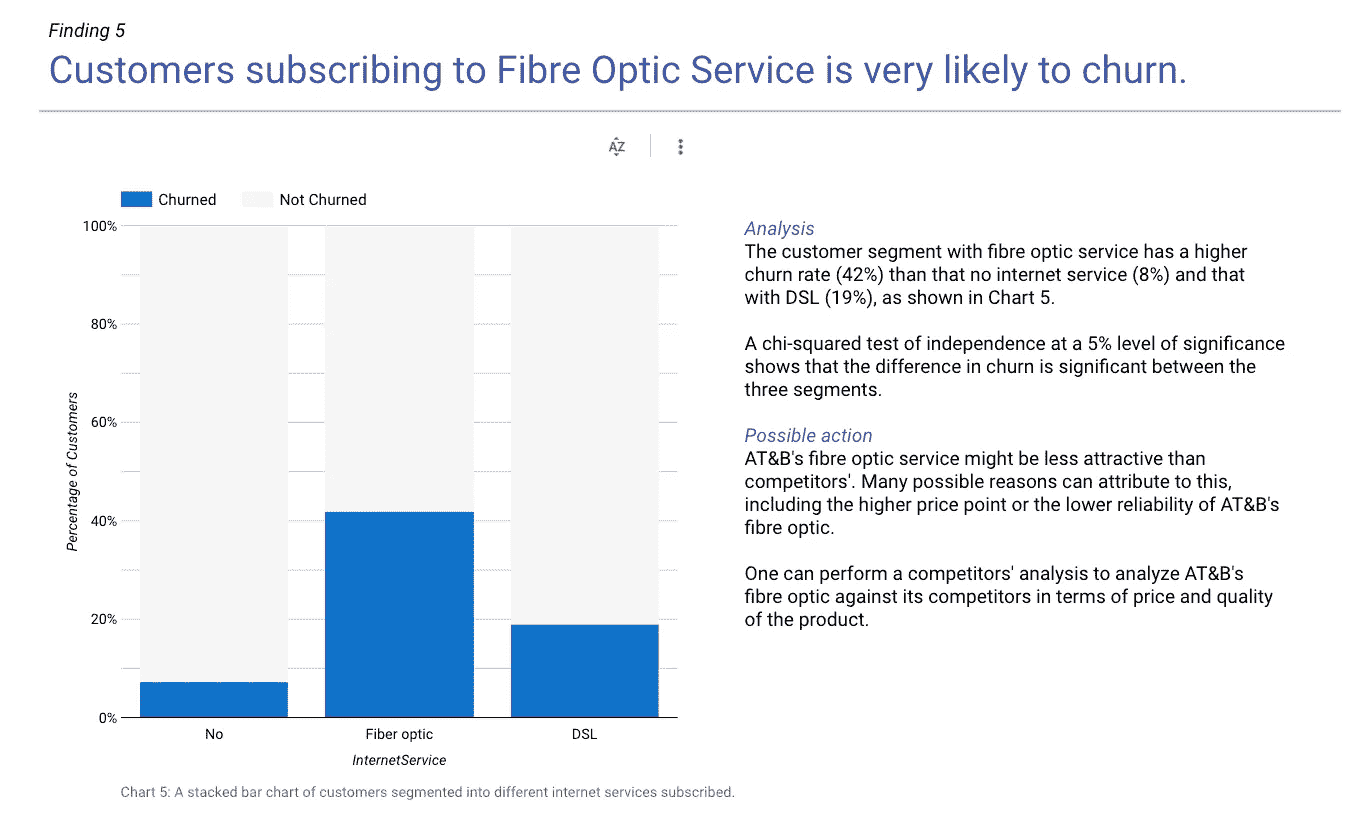 Finding 5
Customers subscribing to Fibre Optic Service is very likely to churn.
AZ
Churned
Not Churned
100%
80%
60%
40%
20%
0%
Percentage of Customers
No
Fiber optic
DSL
InternetService
Chart 5: A stacked bar chart of customers segmented into different internet services subscribed.
Analysis
The customer segment with fibre optic service has a higher
churn rate (42%) than that no internet service (8%) and that
with DSL (19%), as shown in Chart 5.
A chi-squared test of independence at a 5% level of significance
shows that the difference in churn is significant between the
three segments.
Possible action
AT&B's fibre optic service might be less attractive than
competitors'. Many possible reasons can attribute to this,
including the higher price point or the lower reliability of AT&B's
fibre optic.
One can perform a competitors' analysis to analyze AT&B's
fibre optic against its competitors in terms of price and quality
of the product.